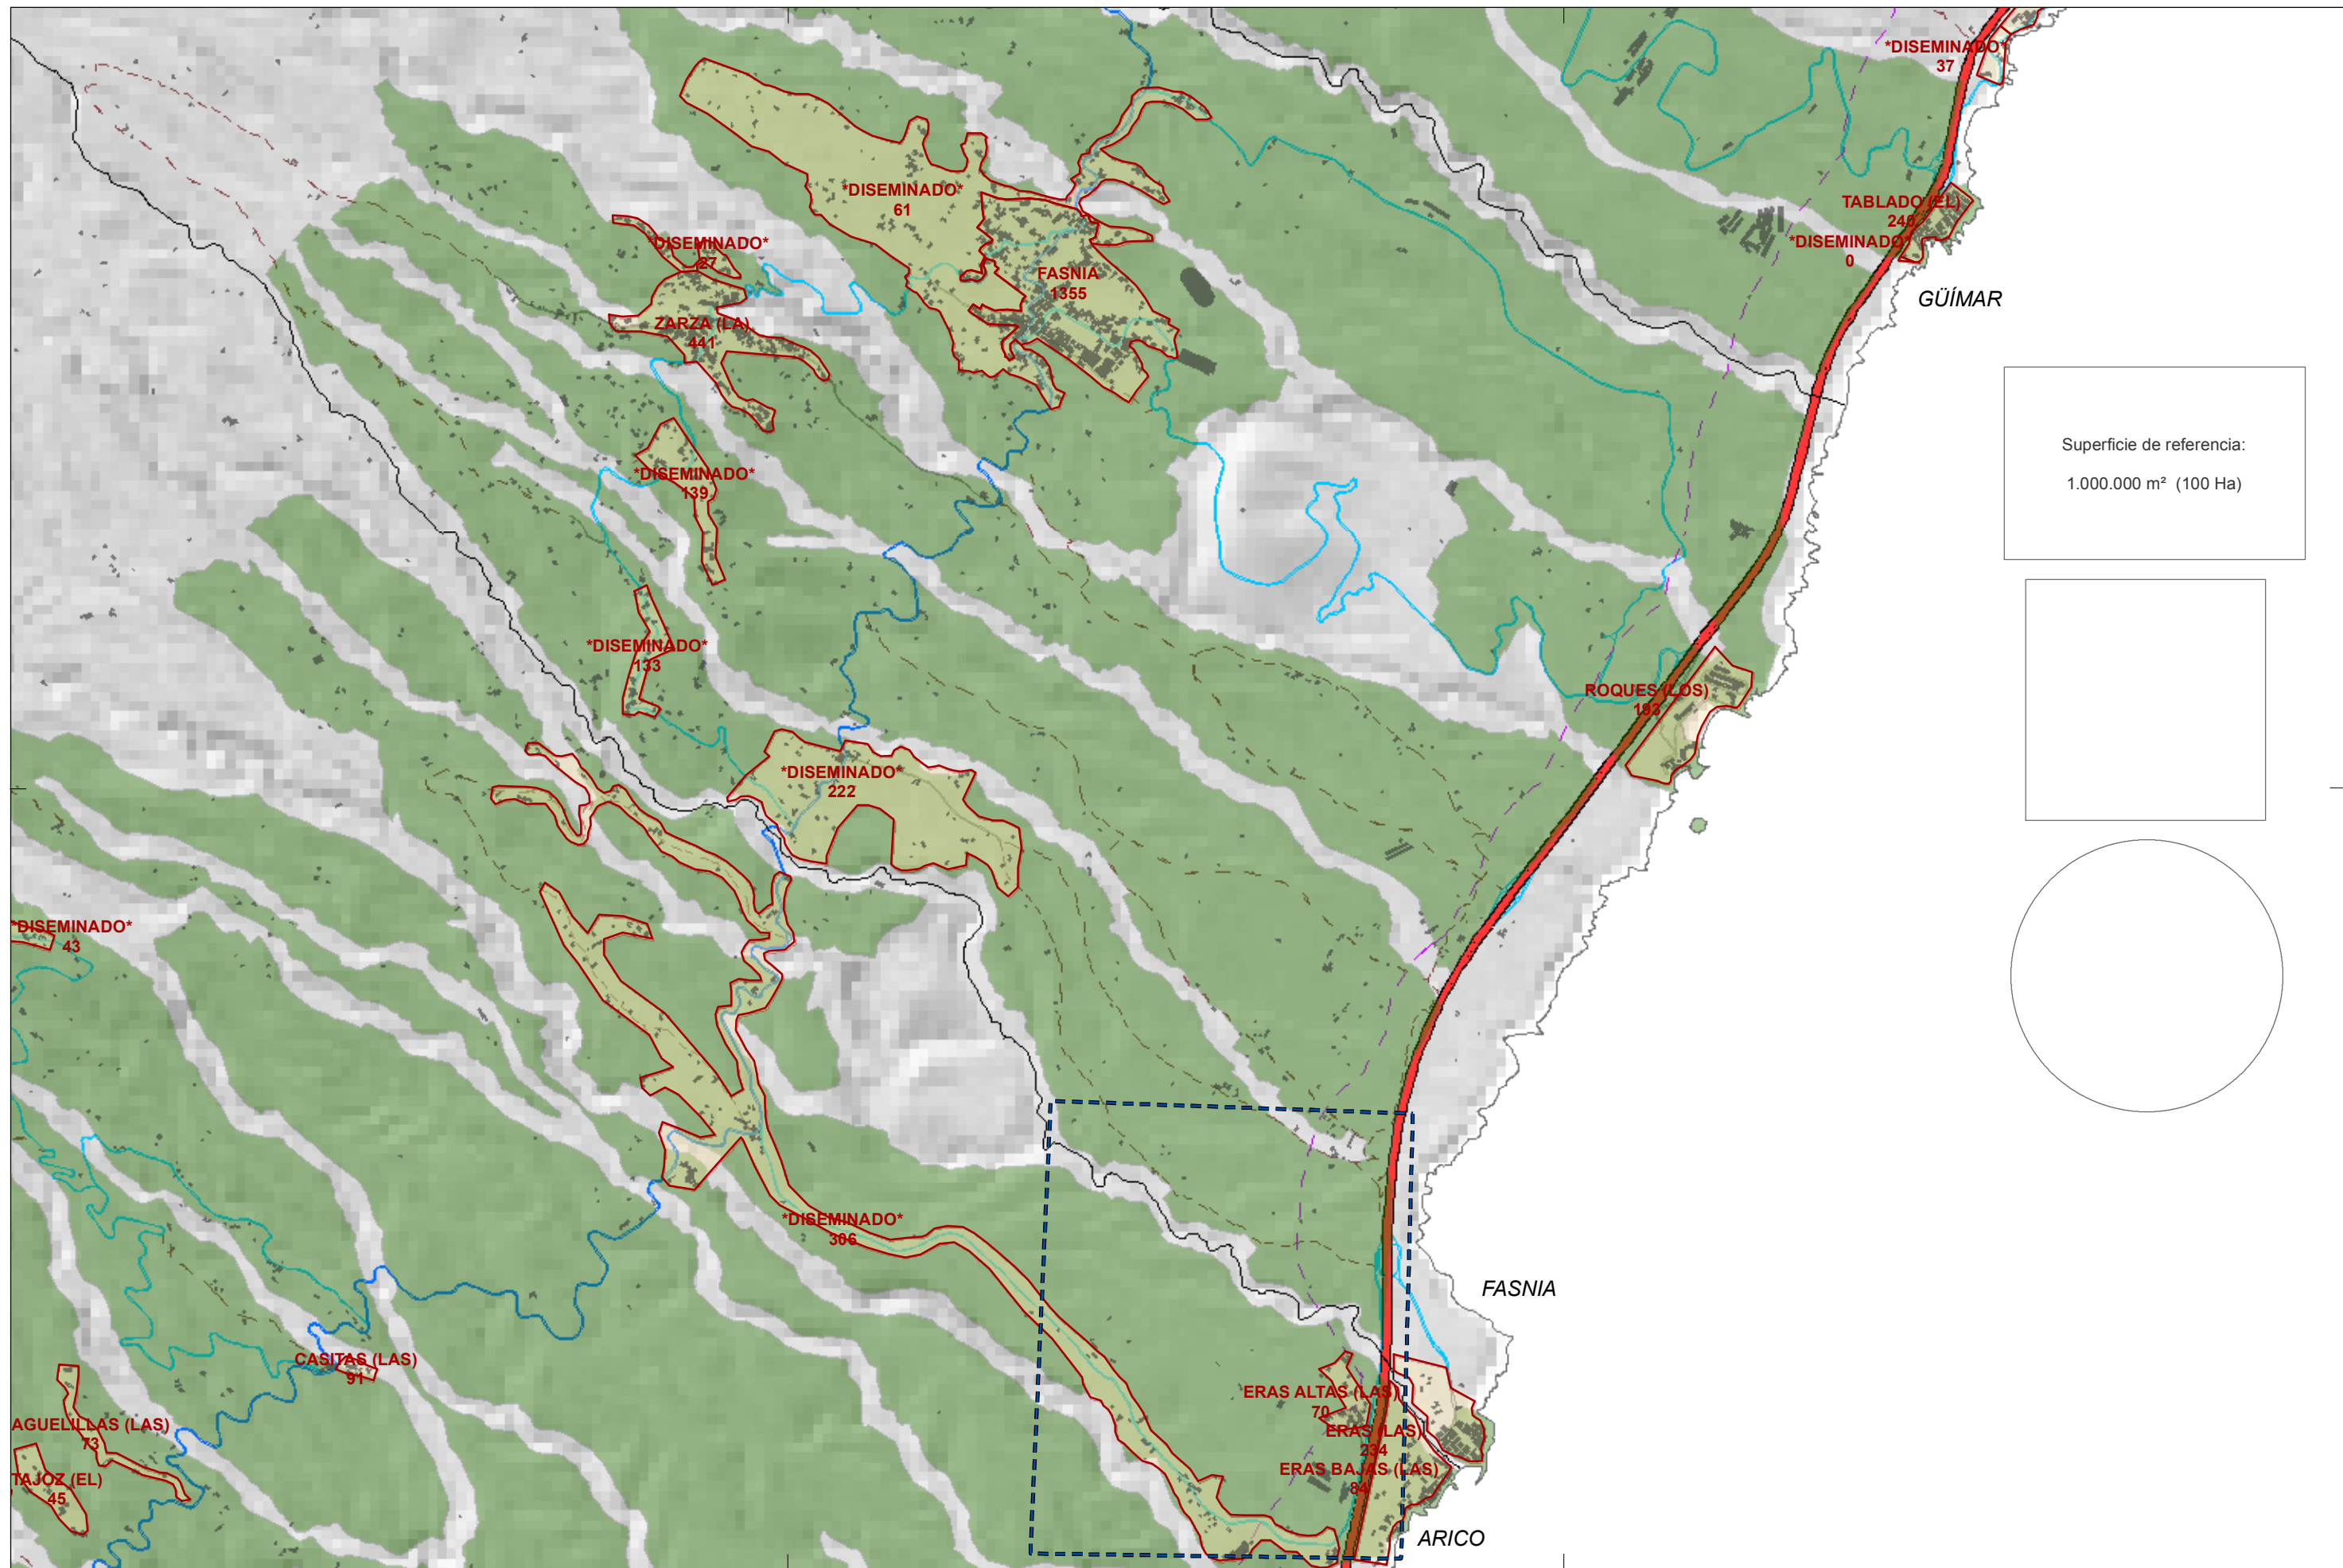 *DISEMINADO*
37
*DISEMINADO*
61
TABLADO (EL)
240
*DISEMINADO*
27
*DISEMINADO*
0
FASNIA
1355
GÜÍMAR
ZARZA (LA)
441
Superficie de referencia:
1.000.000 m² (100 Ha)
*DISEMINADO*
139
*DISEMINADO*
133
ROQUES (LOS)
193
*DISEMINADO*
222
*DISEMINADO*
43
*DISEMINADO*
306
FASNIA
CASITAS (LAS)
91
ERAS ALTAS (LAS)
70
AGUELILLAS (LAS)
73
ERAS (LAS)
234
ERAS BAJAS (LAS)
84
TAJOZ (EL)
45
ARICO